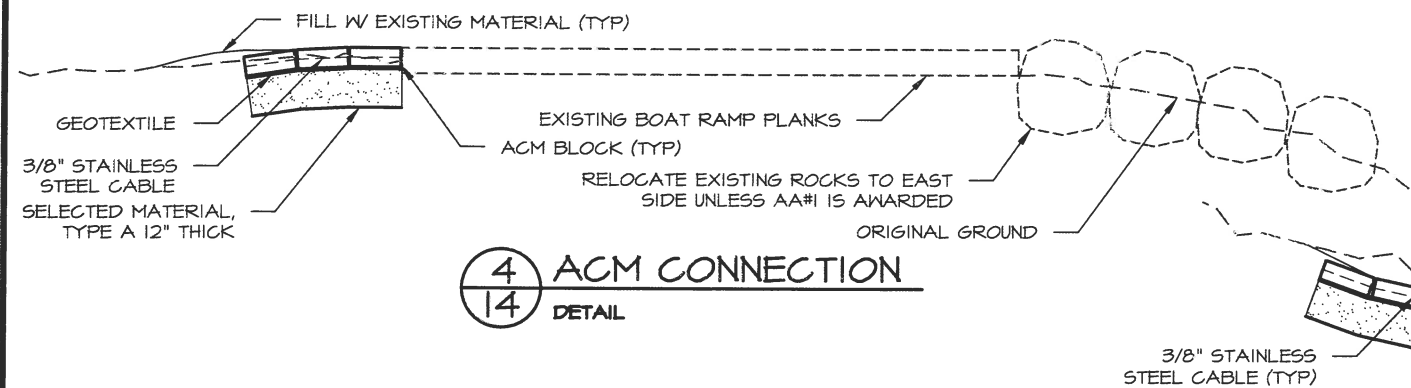 FILL W/ EXISTING MATERIAL (TYP)
GEOTEXTILE
EXISTING BOAT RAMP PLANKS
3/8" STAINLESS
STEEL CABLE
ACM BLOCK (TYP)
SELECTED MATERIAL,
TYPE A 12" THICK
RELOCATE EXISTING ROCKS TO EAST
SIDE UNLESS AA#1 IS AWARDED
ORIGINAL GROUND
4
14
ACM CONNECTION
DETAIL
3/8" STAINLESS
STEEL CABLE (TYP)